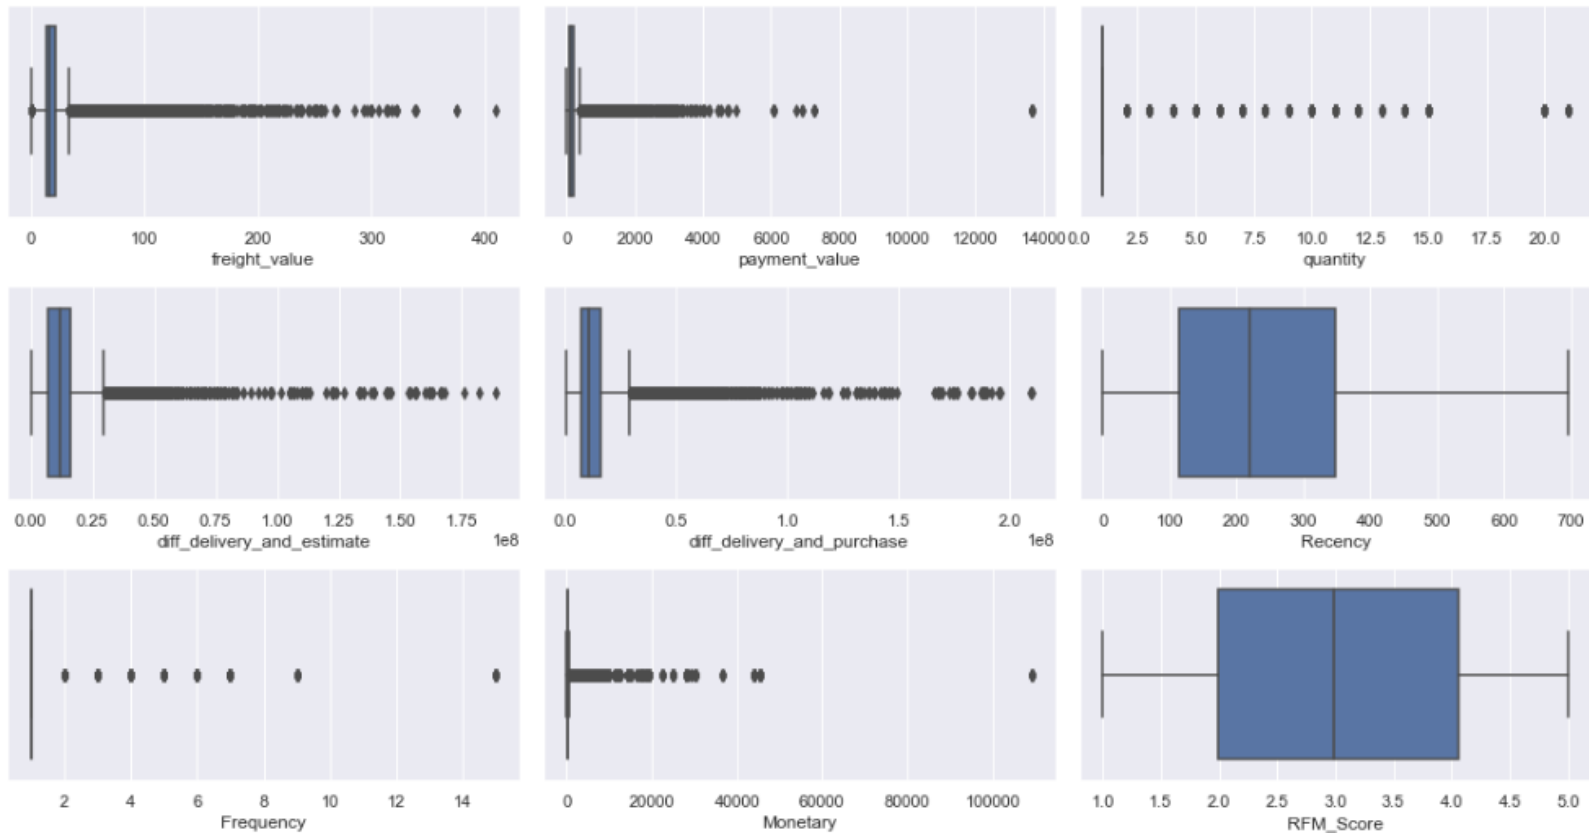 0 100 200 300 400
freight_value
0 2000 4000 6000 8000 10000 12000 14000
payment_value
0.0 2.5 5.0 7.5 10.0 12.5 15.0 17.5 20.0
quantity
0.00 0.25 0.50 0.75 1.00 1.25 1.50 1.75
diff_delivery_and_estimate 1e8
0.0 0.5 1.0 1.5 2.0
diff_delivery_and_purchase 1e8
0 100 200 300 400 500 600 700
Recency
2 4 6 8 10 12 14
Frequency
0 20000 40000 60000 80000 100000
Monetary
1.0 1.5 2.0 2.5 3.0 3.5 4.0 4.5 5.0
RFM_Score